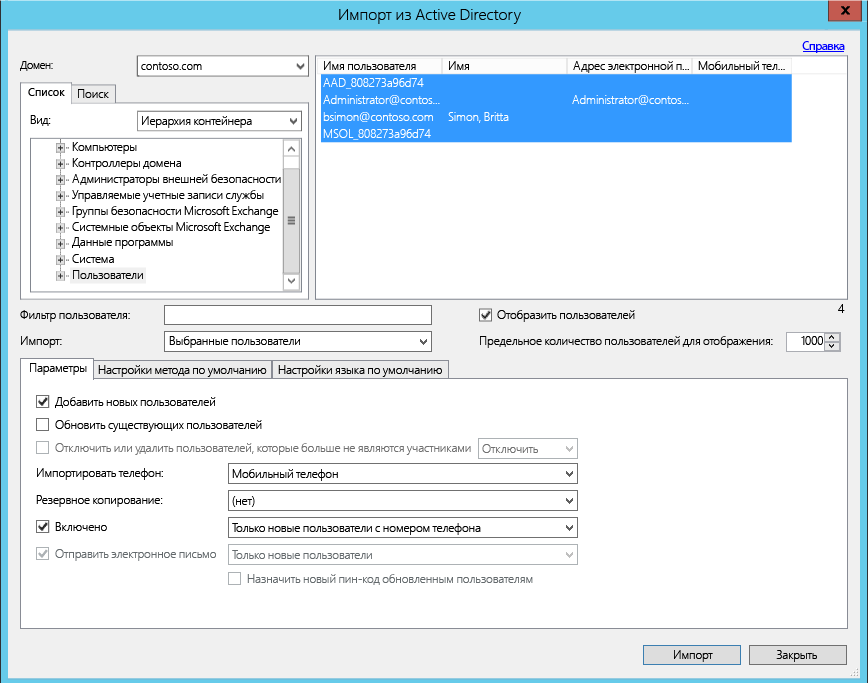 Импорт из Active Directory
x
Справка
Домен:
contoso.com
Список
Поиск
Вид:
Иерархия контейнера
Компьютеры
Контроллеры домена
Администраторы внешней безопасности
Управляемые учетные записи службы
Группы безопасности Microsoft Exchange
Системные объекты Microsoft Exchange
Данные программы
Система
Пользователи
Имя пользователя Имя Адрес электронной п... Мобильный тел...
AAD_808273a96d74
Administrator@contos... Administrator@contos...
bsimon@contoso.com Simon, Britta
MSOL_808273a96d74
4
Фильтр пользователя:
Отобразить пользователей
Импорт: Выбранные пользователи
Предельное количество пользователей для отображения: 1000
Параметры
Настройки метода по умолчанию
Настройки языка по умолчанию
Добавить новых пользователей
Обновить существующих пользователей
Отключить или удалить пользователей, которые больше не являются участниками Отключить
Импортировать телефон: Мобильный телефон
Резервное копирование: (нет)
Включено Только новые пользователи с номером телефона
Отправить электронное письмо Только новые пользователи
Назначить новый пин-код обновленным пользователям
Импорт
Закрыть